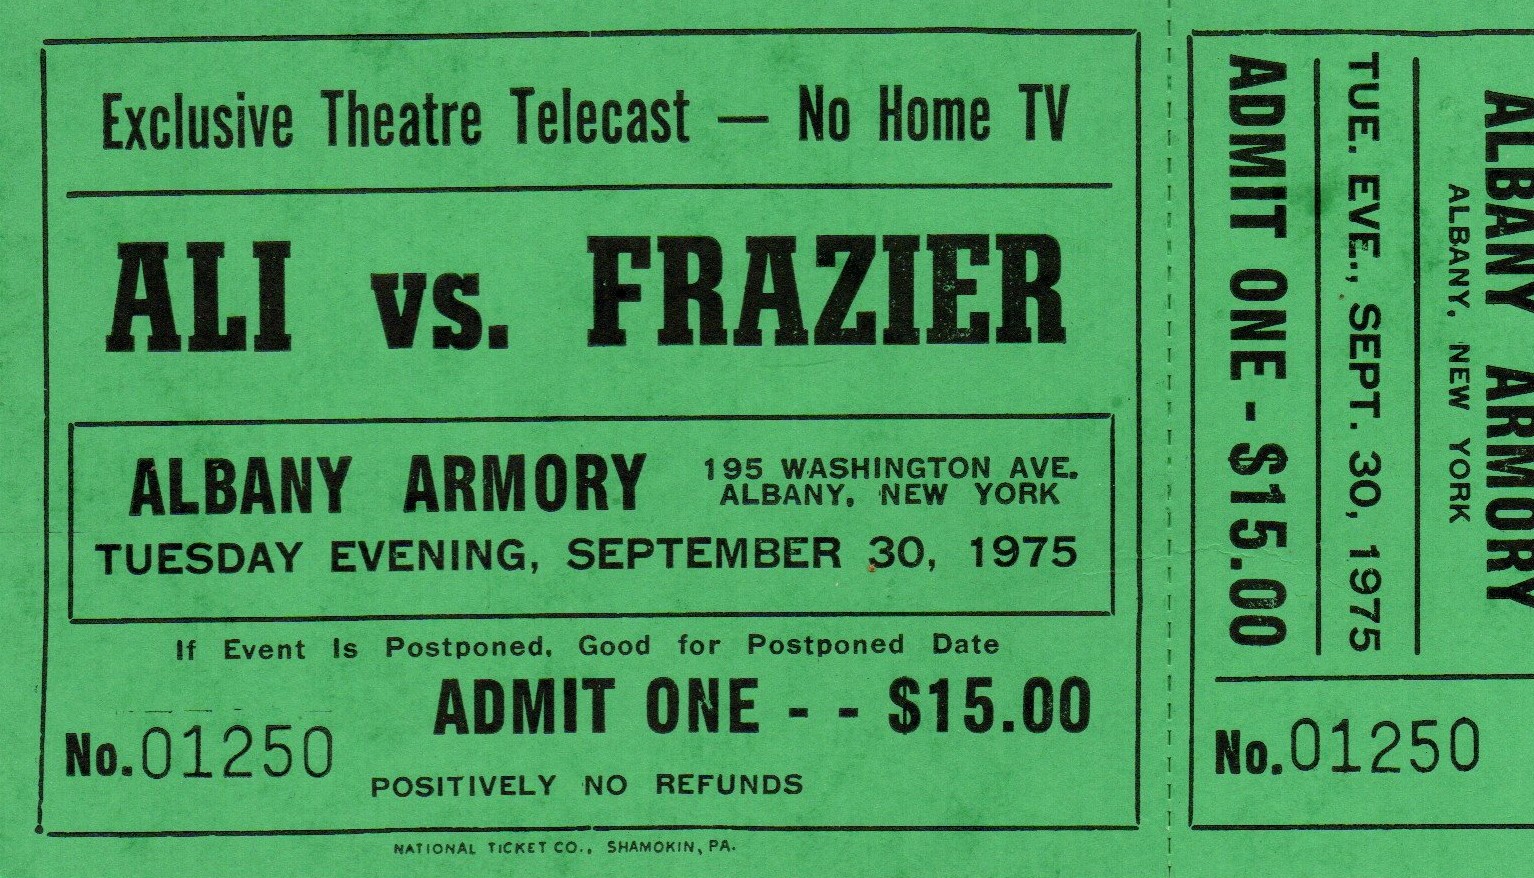 Exclusive Theatre Telecast — No Home TV
ALI vs. FRAZIER
ALBANY ARMORY
195 WASHINGTON AVE.
ALBANY, NEW YORK
TUESDAY EVENING, SEPTEMBER 30, 1975
If Event Is Postponed, Good for Postponed Date
ADMIT ONE - - $15.00
No.01250
POSITIVELY NO REFUNDS
NATIONAL TICKET CO., SHAMOKIN, PA.
ALBANY ARMORY
ALBANY, NEW YORK
TUE. EVE., SEPT. 30, 1975
ADMIT ONE - $15.00
No.01250